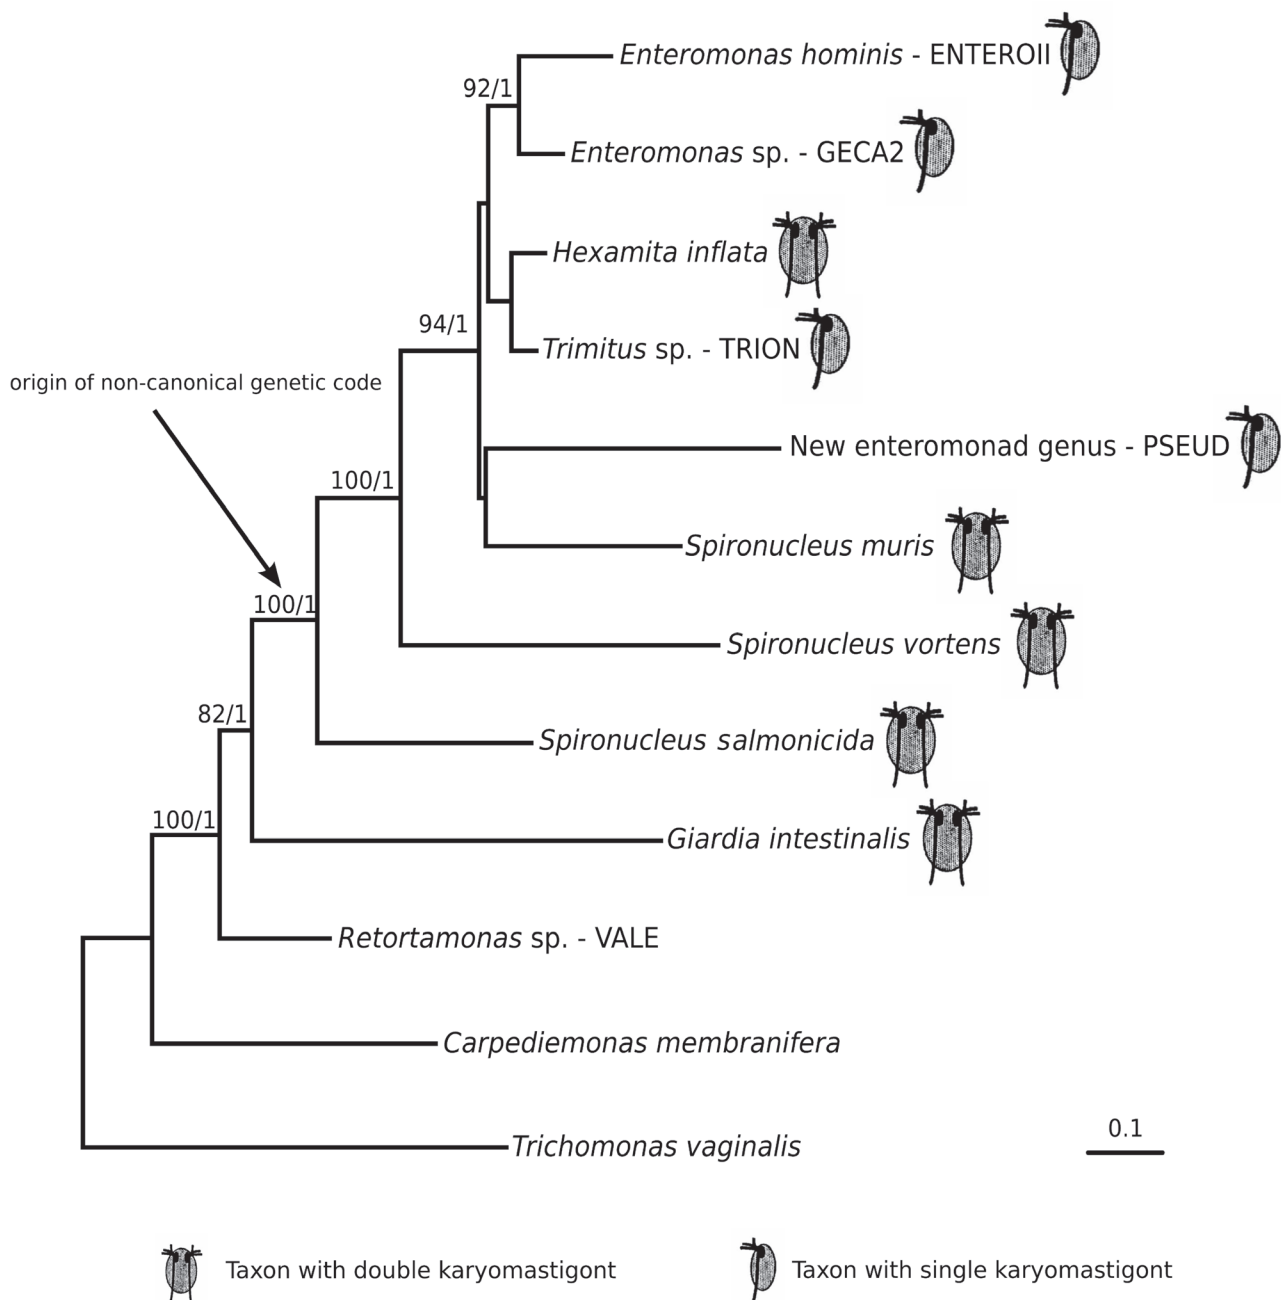 Enteromonas hominis - ENTEROII
92/1
Enteromonas sp. - GECA2
Hexamita inflata
94/1
Trimitus sp. - TRION
origin of non-canonical genetic code
New enteromonad genus - PSEUD
100/1
Spironucleus muris
100/1
Spironucleus vortens
82/1
Spironucleus salmonicida
100/1
Giardia intestinalis
Retortamonas sp. - VALE
Carpediemonas membranifera
0.1
Trichomonas vaginalis
Taxon with double karyomastigont
Taxon with single karyomastigont